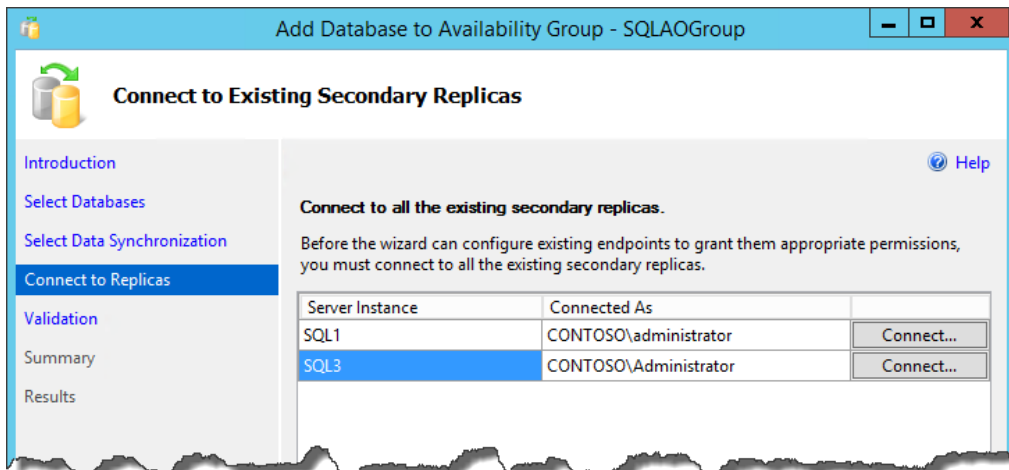 Add Database to Availability Group - SQLAOGroup
Connect to Existing Secondary Replicas
Introduction
Select Databases
Select Data Synchronization
Connect to Replicas
Validation
Summary
Results
Help
Connect to all the existing secondary replicas.
Before the wizard can configure existing endpoints to grant them appropriate permissions,
you must connect to all the existing secondary replicas.
Server Instance Connected As
SQL1 CONTOSO\administrator Connect...
SQL3 CONTOSO\Administrator Connect...